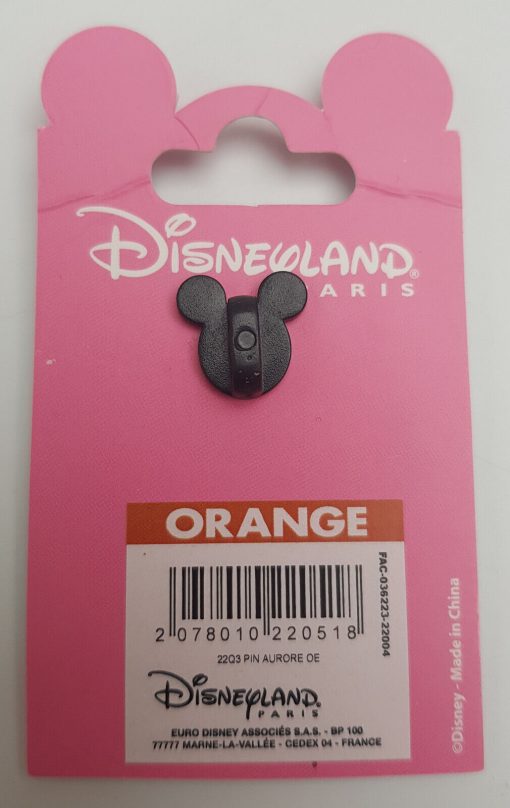 DISNEYLAND®
PARIS
ORANGE
2 078010 220518
FAC-036223-22004
22Q3 PIN AURORE OE
DISNEYLAND®
PARIS
EURO DISNEY ASSOCIÉS S.A.S. - BP 100
77777 MARNE-LA-VALLÉE - CEDEX 04 - FRANCE
©Disney - Made in China